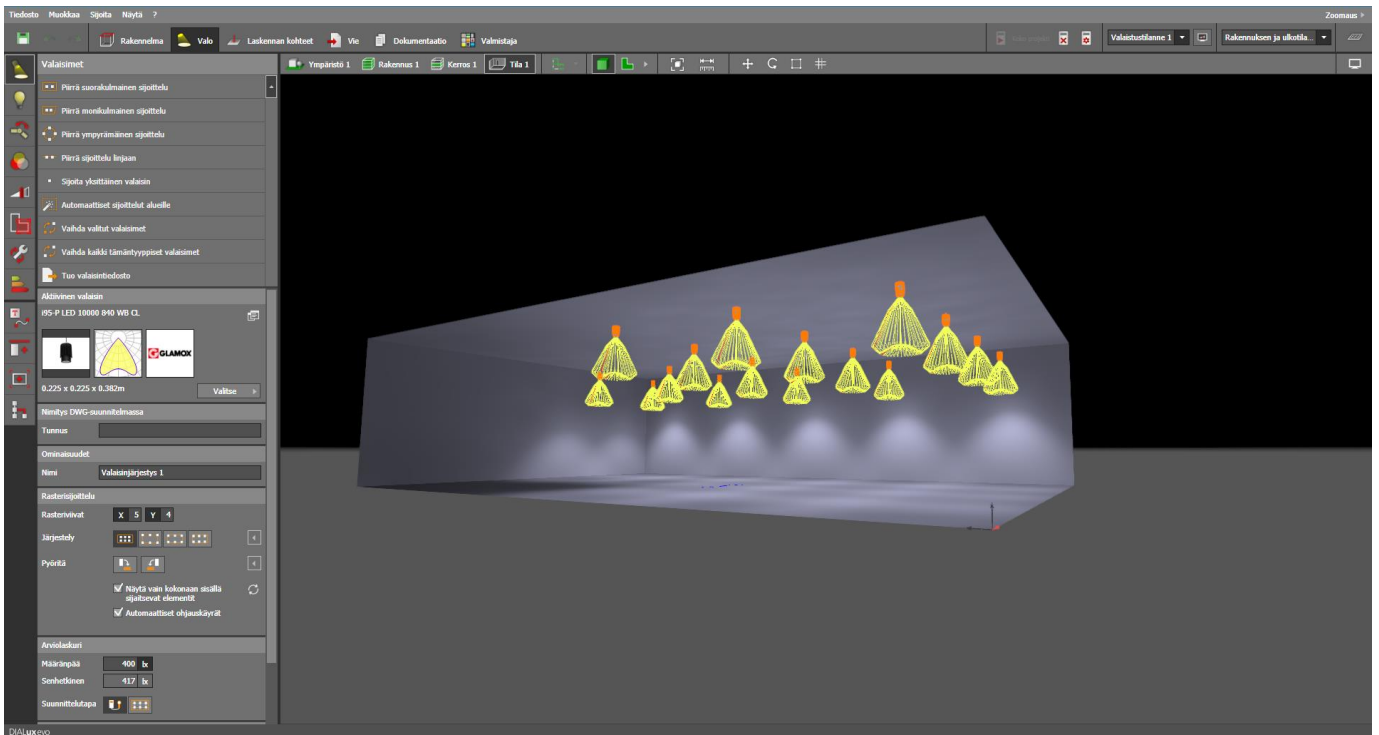 Tiedosto Muokkaa Sijoita Näytä ? Zoomaus
Rakennelma Valo Laskennan kohteet Vie Dokumentaatio Valmistaja Valaistustilanne 1 Rakennuksen ja ulkotila...
Valaisimet Ympäristö 1 Rakennus 1 Kerros 1 Tila 1
Piirrä suorakulmainen sijoittelu
Piirrä monikulmainen sijoittelu
Piirrä ympyrämäinen sijoittelu
Piirrä sijoittelu linjaan
Sijoita yksittäinen valaisin
Automaattiset sijoittelut alueille
Vaihda valitut valaisimet
Vaihda kaikki tämäntyyppiset valaisimet
Tuo valaisintiedosto
Aktiivinen valaisin
i95-P LED 10000 840 WB CL
GLAMOX
0.225 x 0.225 x 0.382m Valitse
Nimitys DWG-suunnitelmassa
Tunnus
Ominaisuudet
Nimi Valaisinjärjestys 1
Rasterisijoittelu
Rasteriviivat X 5 Y 4
Järjestely
Pyöritä
Näytä vain kokonaan sisällä
sijaitsevat elementit
Automaattiset ohjauskäyrät
Arviolaskuri
Määränpää 400 lx
Senhetkinen 417 lx
Suunnittelutapa
DIALux evo